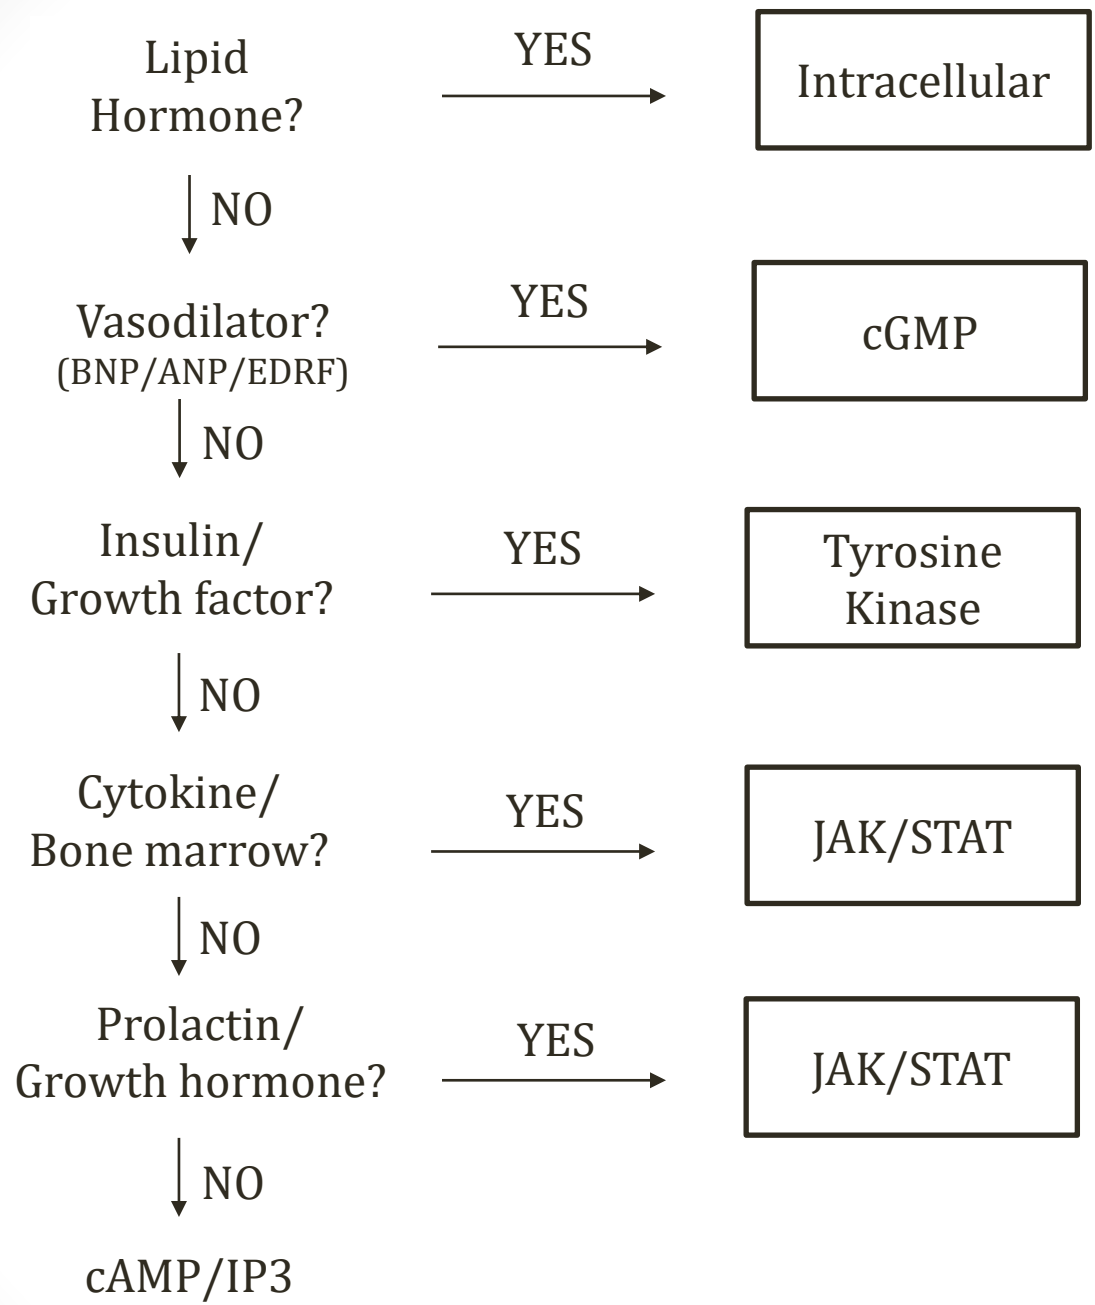 Lipid
Hormone?
YES
Intracellular
NO
Vasodilator?
(BNP/ANP/EDRF)
YES
cGMP
NO
Insulin/
Growth factor?
YES
Tyrosine
Kinase
NO
Cytokine/
Bone marrow?
YES
JAK/STAT
NO
Prolactin/
Growth hormone?
YES
JAK/STAT
NO
cAMP/IP3